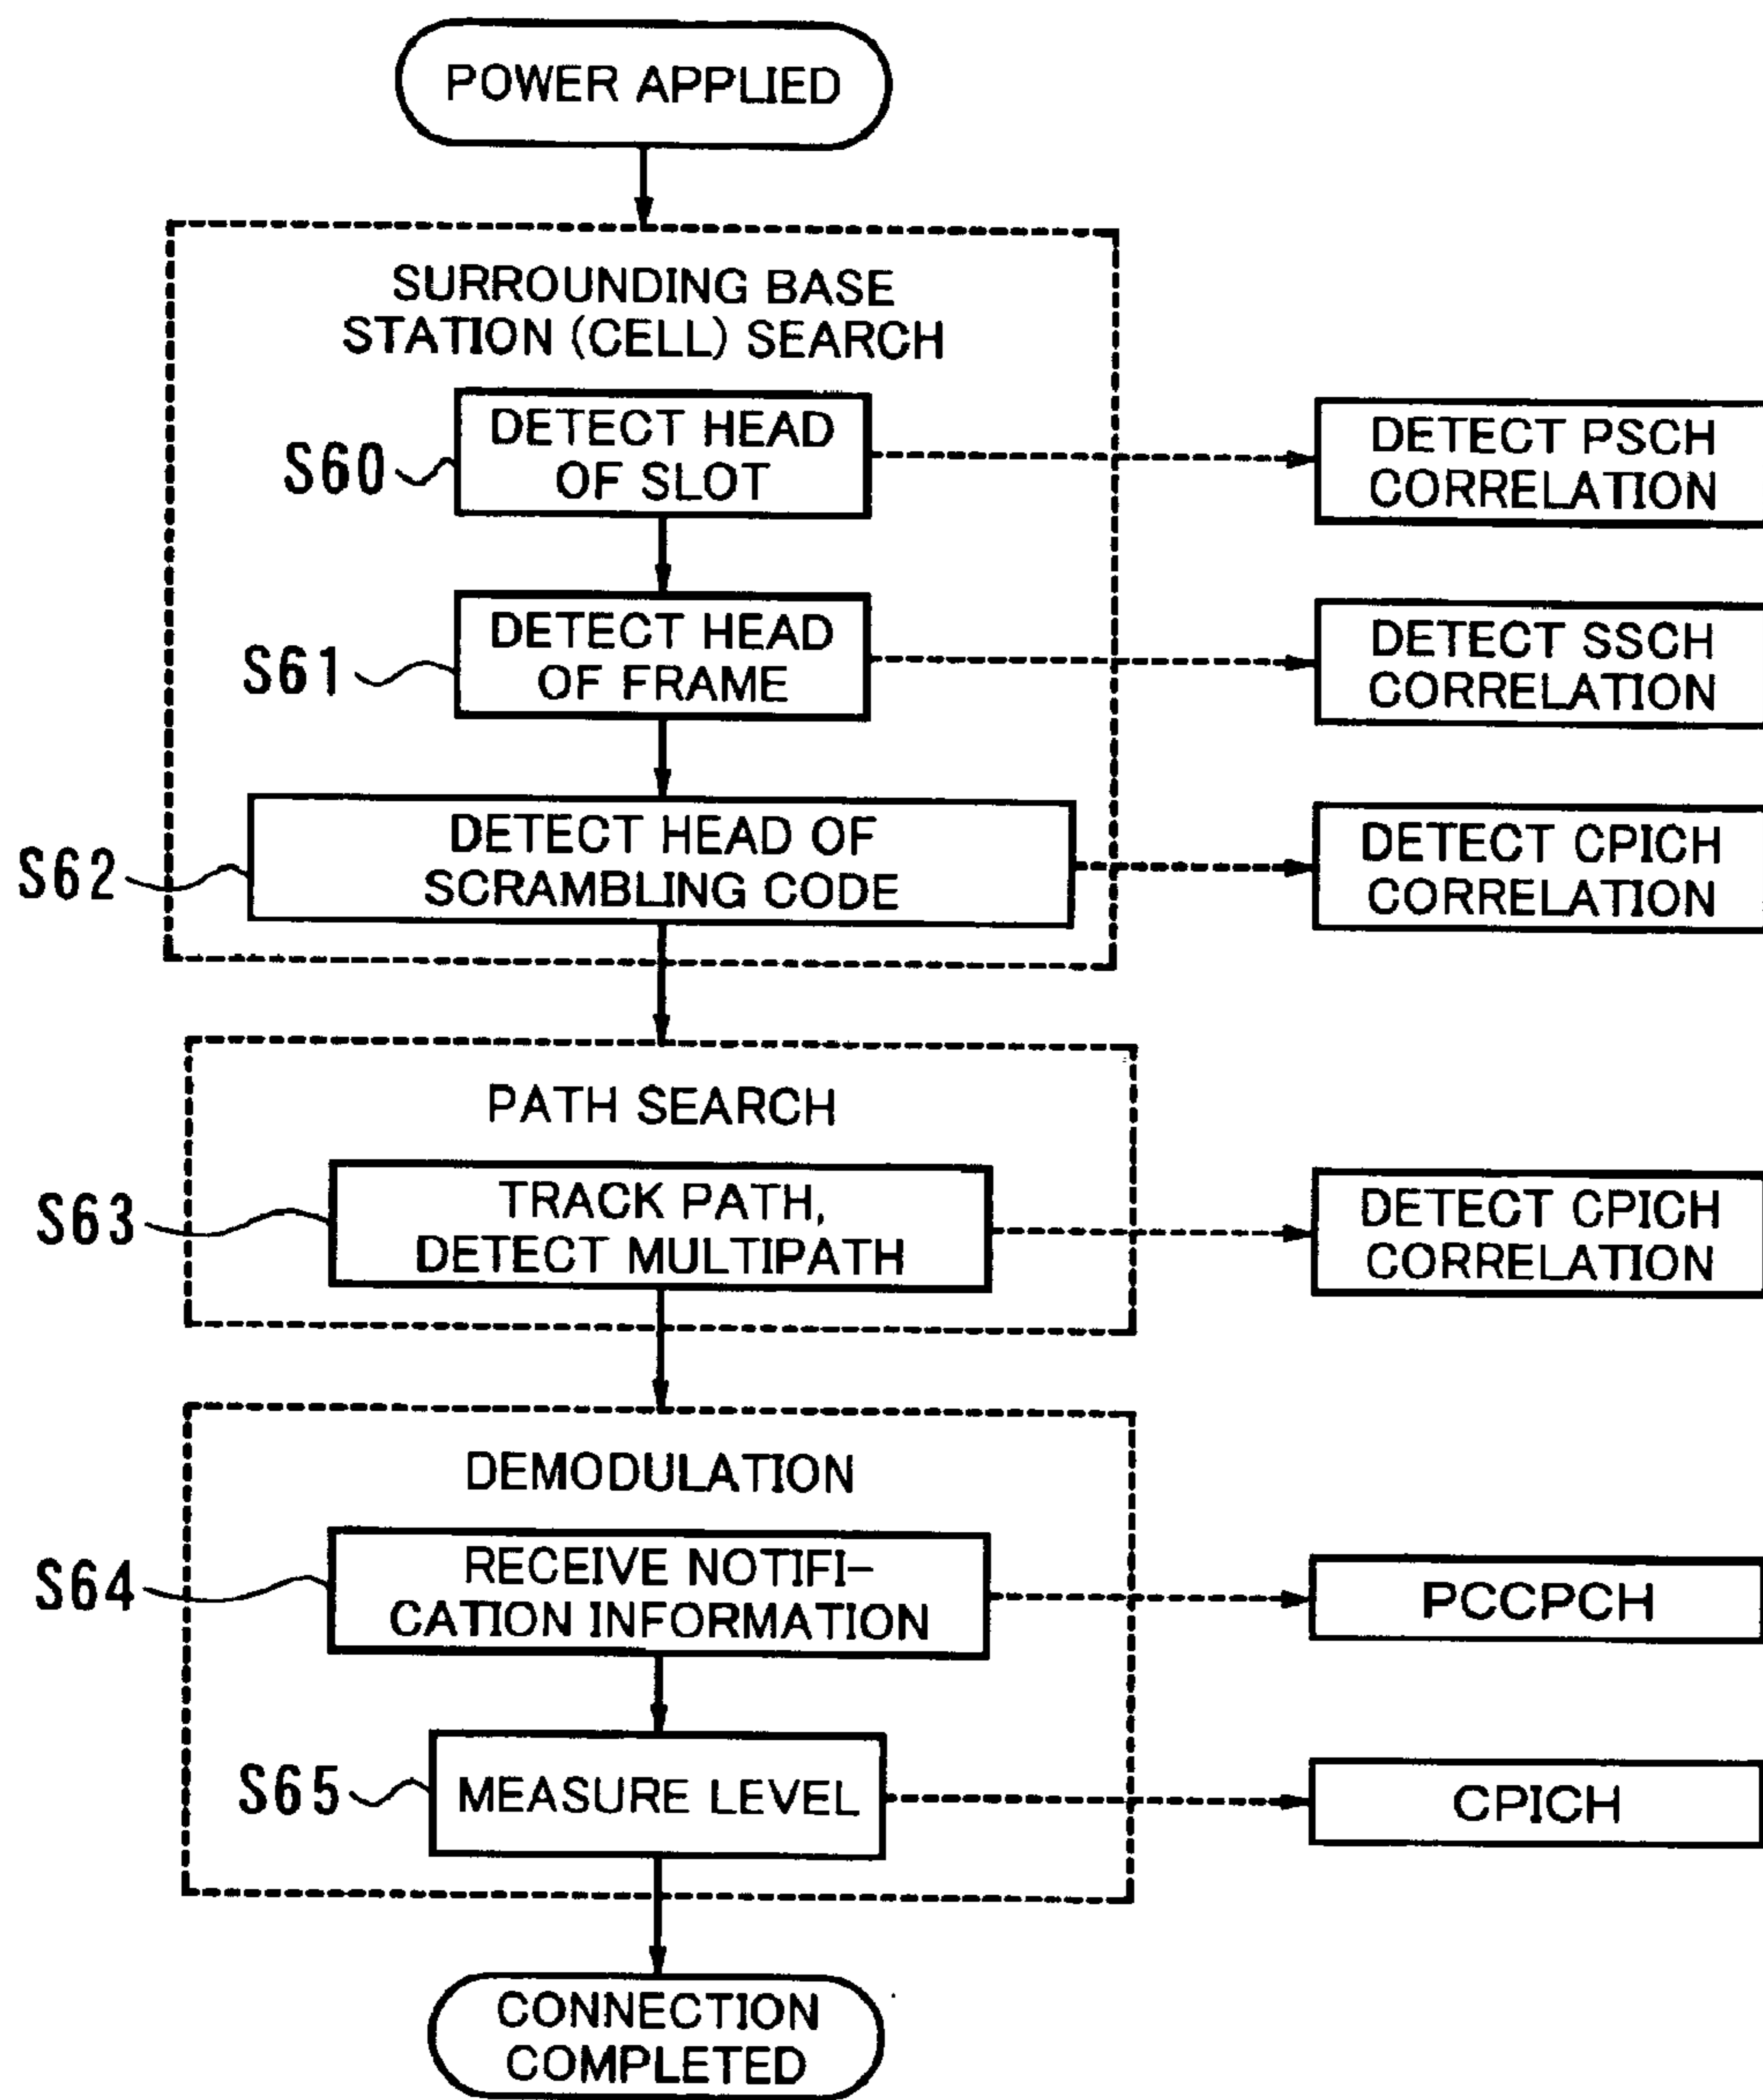 POWER APPLIED
SURROUNDING BASE
STATION (CELL) SEARCH
S60
DETECT HEAD
OF SLOT
DETECT PSCH
CORRELATION
S61
DETECT HEAD
OF FRAME
DETECT SSCH
CORRELATION
S62
DETECT HEAD OF
SCRAMBLING CODE
DETECT CPICH
CORRELATION
PATH SEARCH
S63
TRACK PATH,
DETECT MULTIPATH
DETECT CPICH
CORRELATION
DEMODULATION
S64
RECEIVE NOTIFI-
CATION INFORMATION
PCCPCH
S65
MEASURE LEVEL
CPICH
CONNECTION
COMPLETED